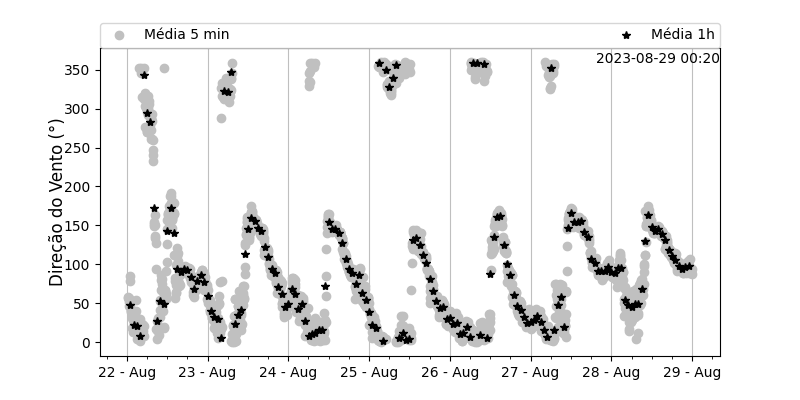 Média 5 min
Média 1h
2023-08-29 00:20
Direção do Vento (°)
350
300
250
200
150
100
50
0
22 - Aug
23 - Aug
24 - Aug
25 - Aug
26 - Aug
27 - Aug
28 - Aug
29 - Aug